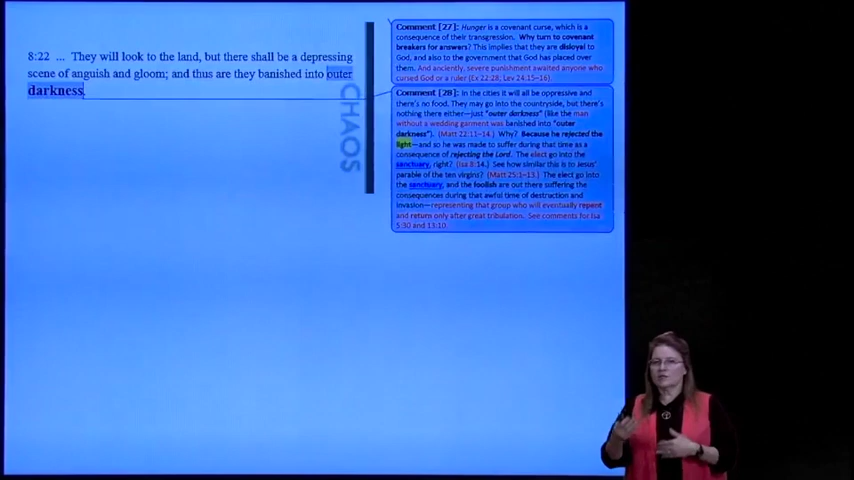 8:22 ... They will look to the land, but there shall be a depressing
scene of anguish and gloom; and thus are they banished into outer
darkness.
CHAOS
Comment [27]: Hunger is a covenant curse, which is a
consequence of their transgression. Why turn to covenant
breakers for answers? This implies that they are disloyal to
God, and also to the government that God has placed over
them. And anciently, severe punishment awaited anyone who
cursed God or a ruler (Ex 22:28; Lev 24:15–16).
Comment [28]: In the cities it will all be oppressive and
there's no food. They may go into the countryside, but there's
nothing there either—just "outer darkness" (like the man
without a wedding garment was banished into "outer
darkness"). (Matt 22:11–14.) Why? Because he rejected the
light—and so he was made to suffer during that time as a
consequence of rejecting the Lord. The elect go into the
sanctuary, right? (Isa 8:14.) See how similar this is to Jesus'
parable of the ten virgins? (Matt 25:1–13.) The elect go into
the sanctuary, and the foolish are out there suffering the
consequences during that awful time of destruction and
invasion—representing that group who will eventually repent
and return only after great tribulation. See comments for Isa
5:30 and 13:10.